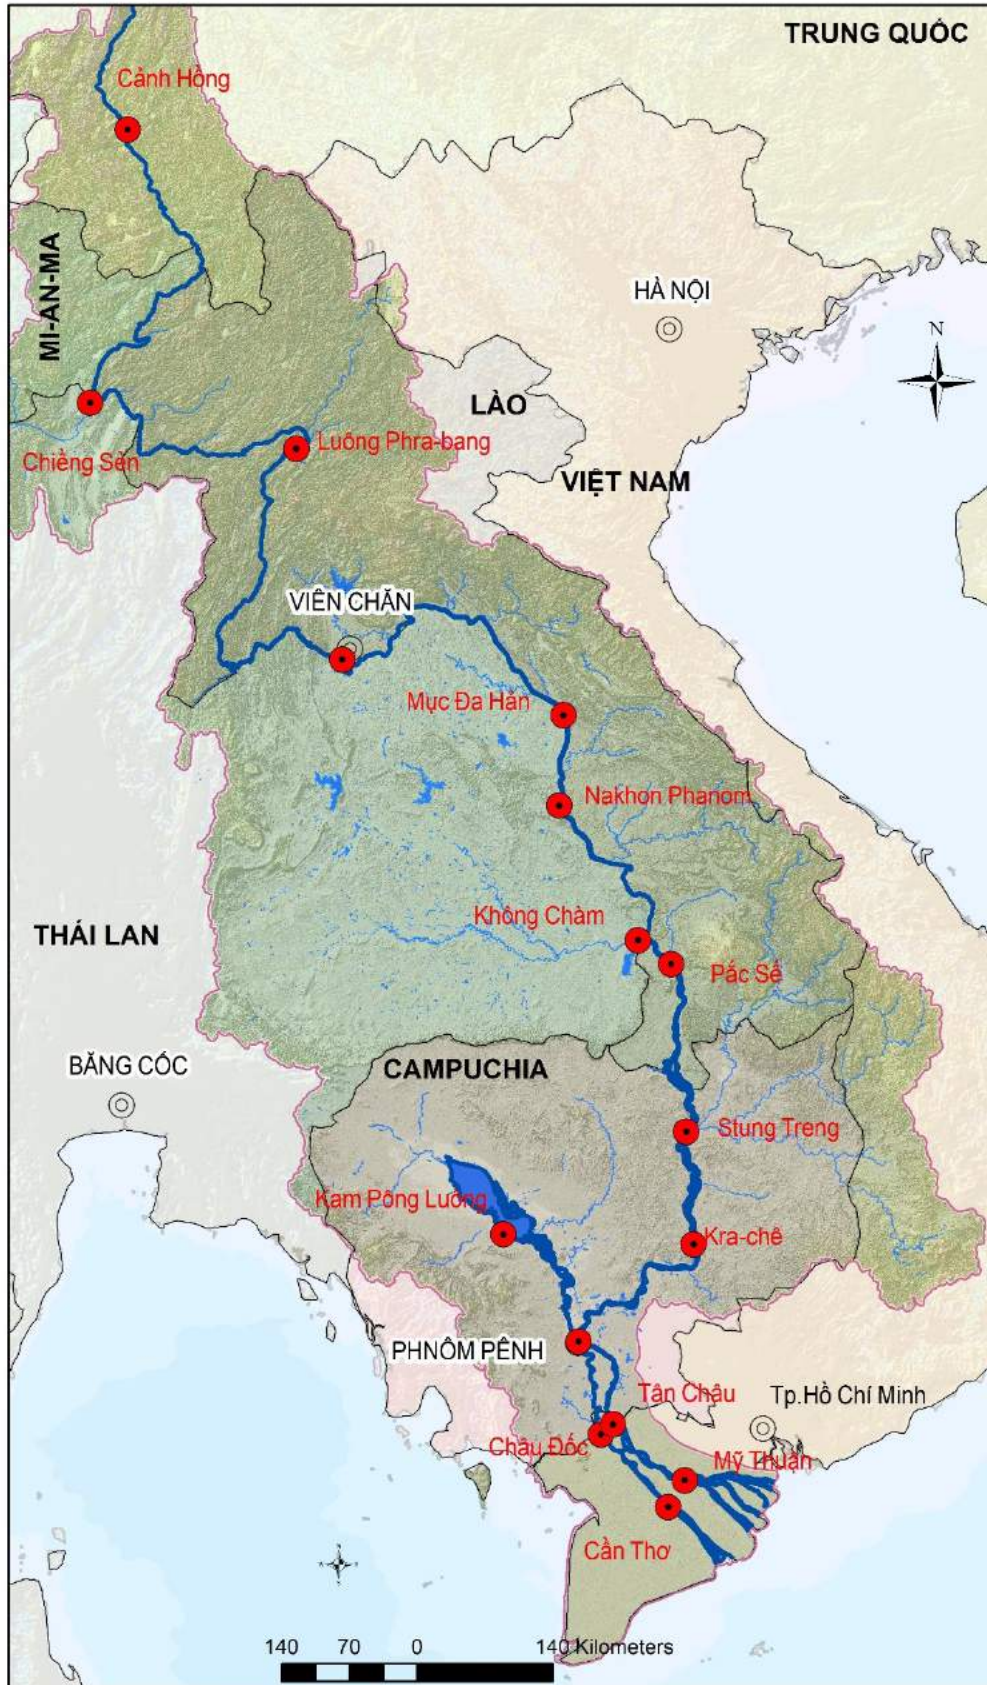 TRUNG QUỐC
Cảnh Hồng
MI-AN-MA
HÀ NỘI
N
LÀO
Luông Phra-bang
Chiềng Sẻn
VIỆT NAM
VIÊN CHĂN
Mục Đa Hản
Nakhon Phanom
Không Chàm
THÁI LAN
Pắc Sế
BĂNG CỐC
CAMPUCHIA
Stung Treng
Kam Pông Luông
Kra-chê
PHNÔM PÊNH
Tân Châu
Tp.Hồ Chí Minh
Châu Đốc
Mỹ Thuận
Cần Thơ
140 70 0 140 Kilometers